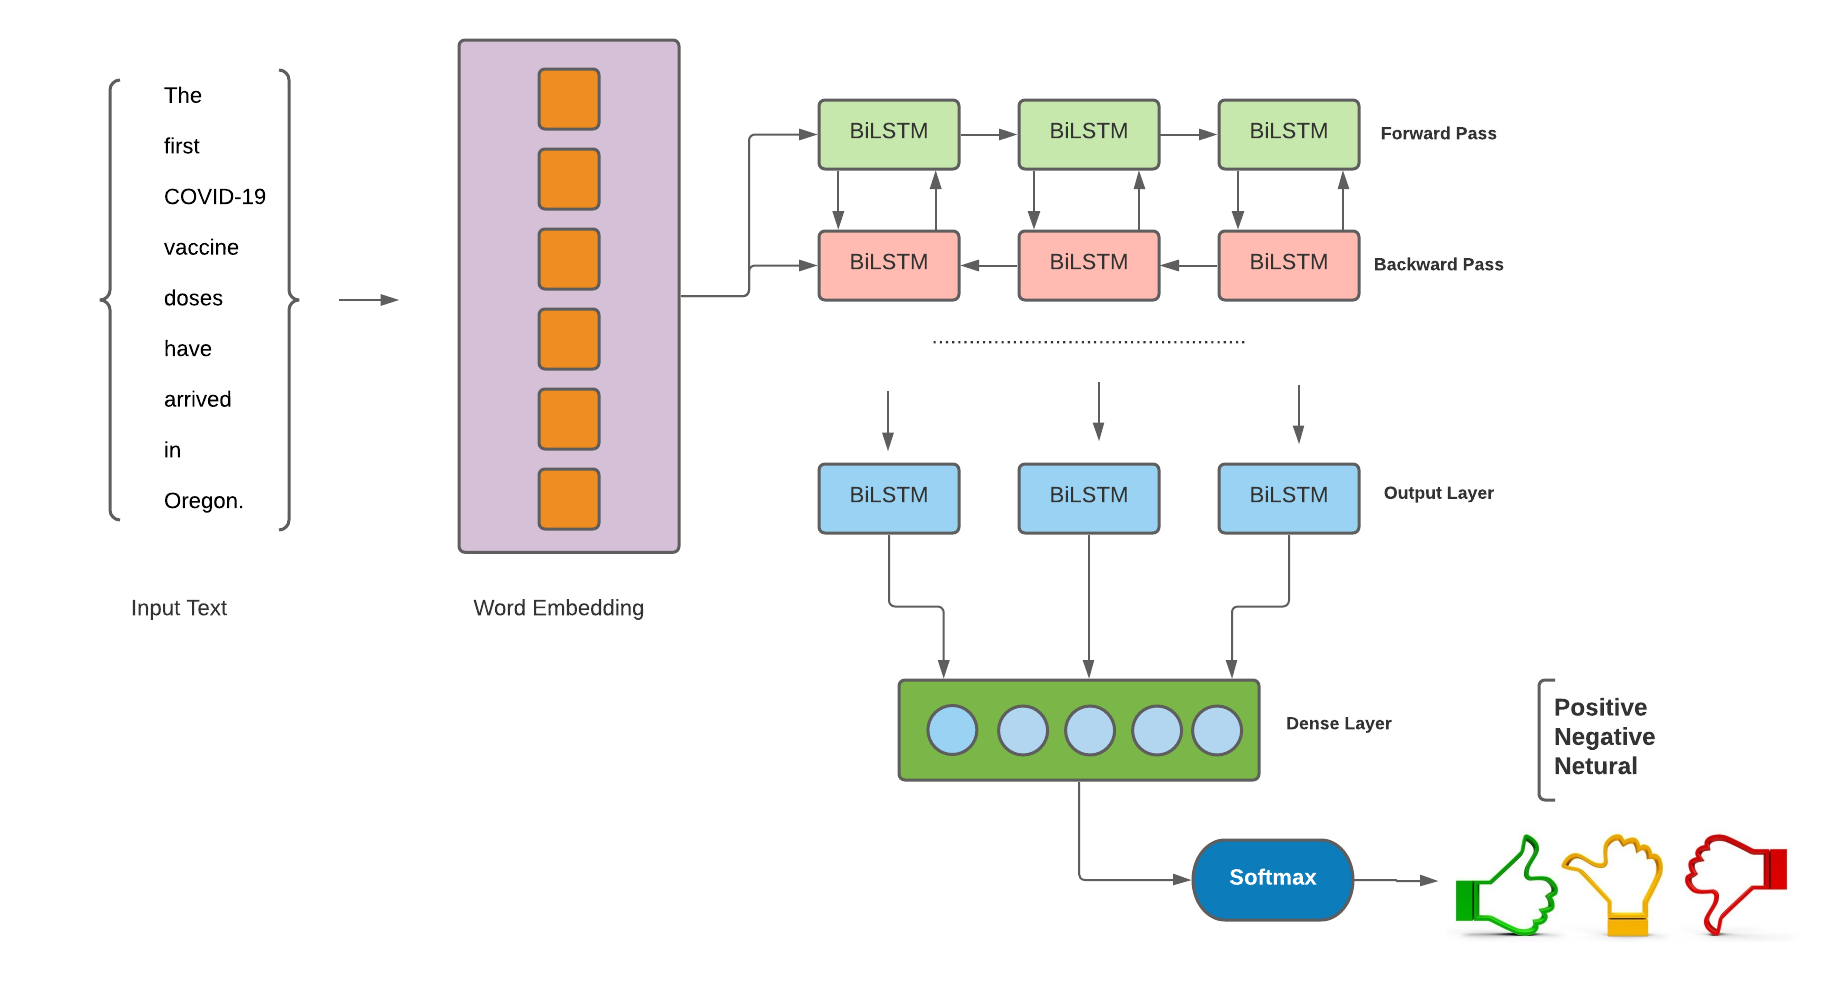 The
first
COVID-19
vaccine
doses
have
arrived
in
Oregon.
Input Text
Word Embedding
BiLSTM BiLSTM BiLSTM Forward Pass
BiLSTM BiLSTM BiLSTM Backward Pass
BiLSTM BiLSTM BiLSTM Output Layer
Dense Layer
Positive
Negative
Netural
Softmax